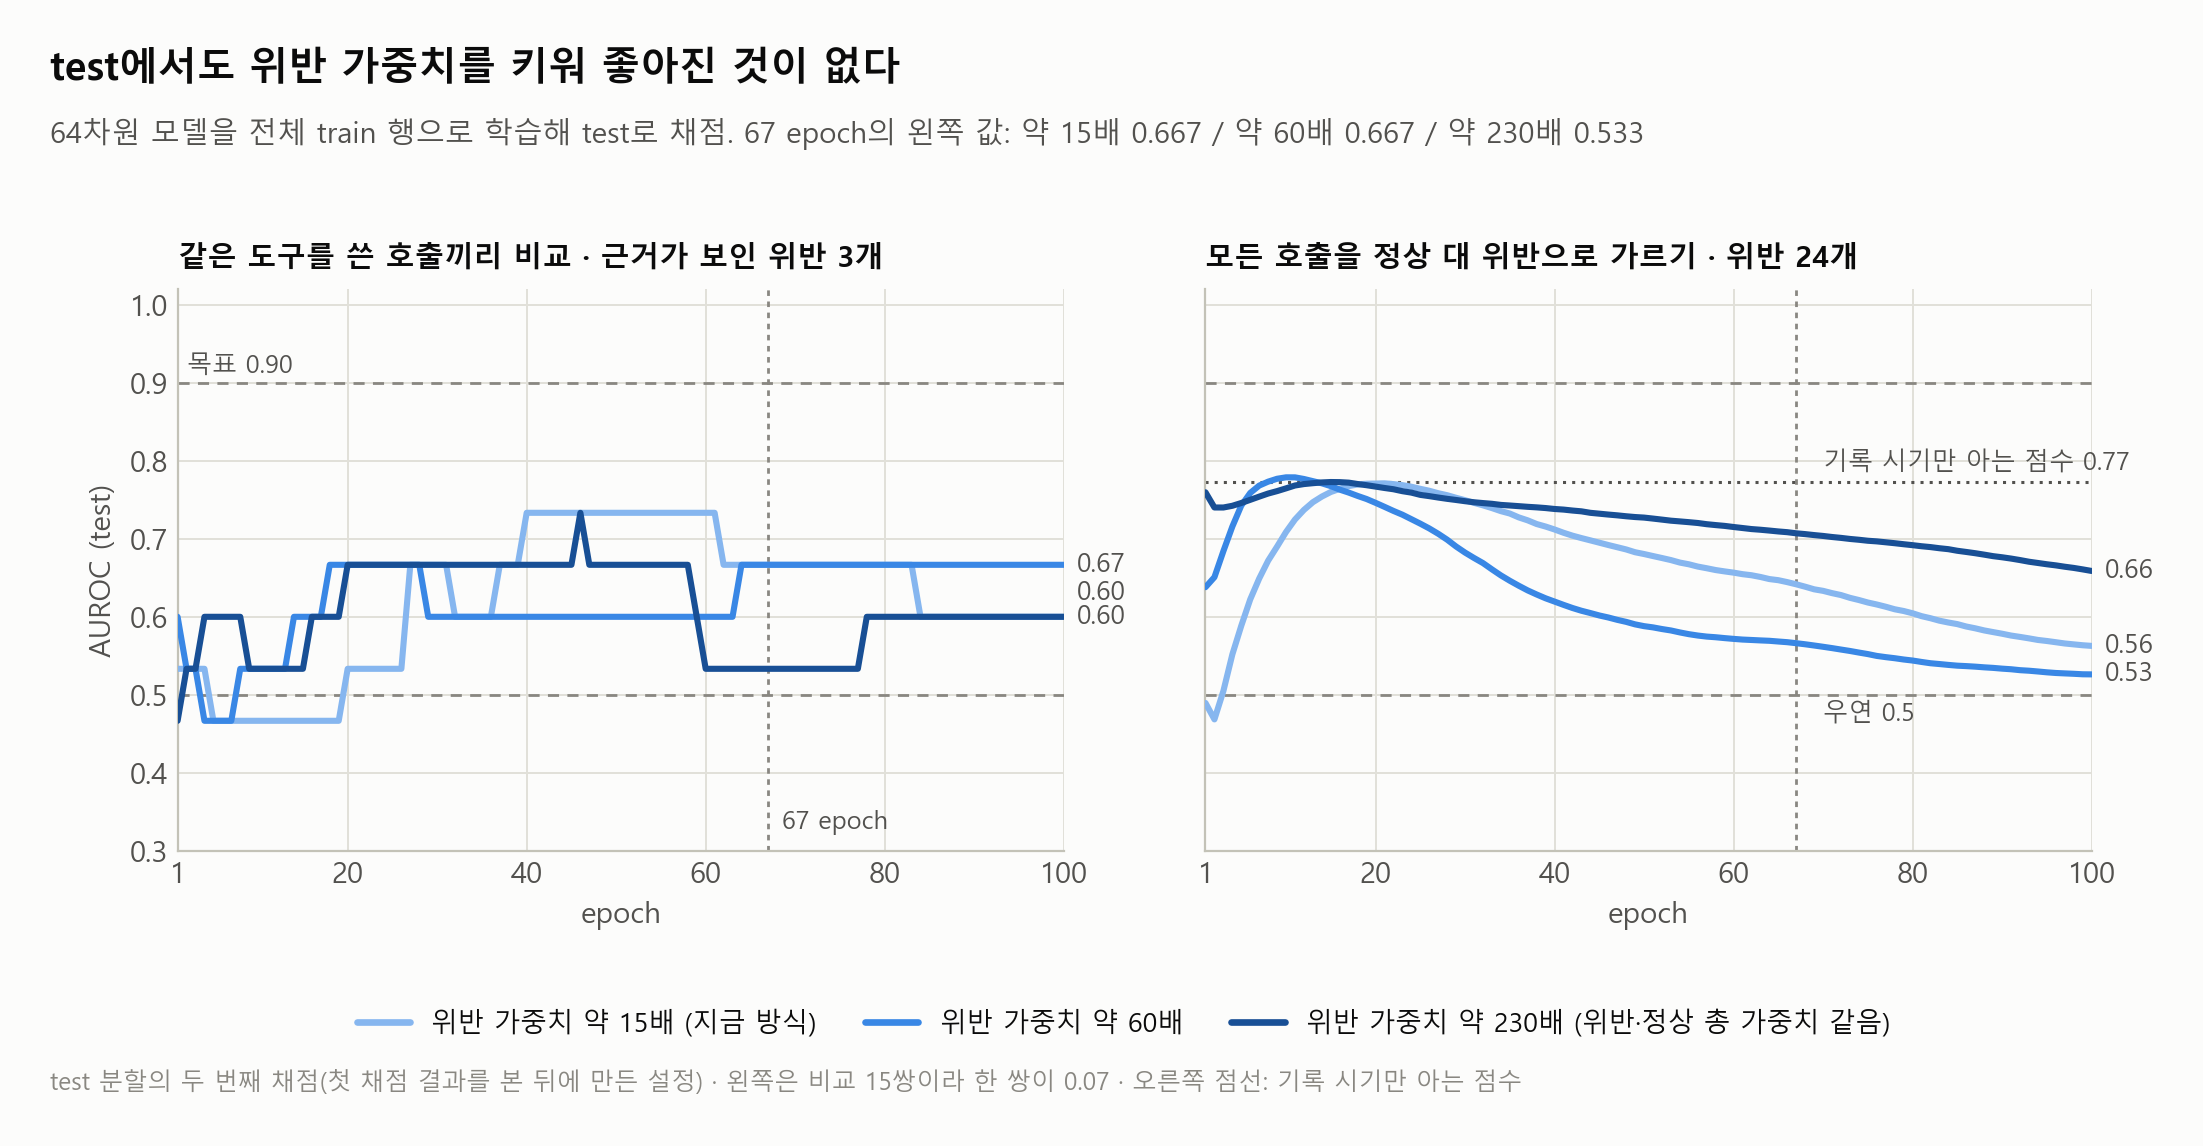 test에서도 위반 가중치를 키워 좋아진 것이 없다
64차원 모델을 전체 train 행으로 학습해 test로 채점. 67 epoch의 왼쪽 값: 약 15배 0.667 / 약 60배 0.667 / 약 230배 0.533
같은 도구를 쓴 호출끼리 비교 · 근거가 보인 위반 3개
1.0
0.9
0.8
0.7
0.6
0.5
0.4
0.3
AUROC (test)
목표 0.90
67 epoch
0.67
0.60
0.60
1
20
40
60
80
100
epoch
모든 호출을 정상 대 위반으로 가르기 · 위반 24개
기록 시기만 아는 점수 0.77
우연 0.5
0.66
0.56
0.53
1
20
40
60
80
100
epoch
위반 가중치 약 15배 (지금 방식)
위반 가중치 약 60배
위반 가중치 약 230배 (위반·정상 총 가중치 같음)
test 분할의 두 번째 채점(첫 채점 결과를 본 뒤에 만든 설정) · 왼쪽은 비교 15쌍이라 한 쌍이 0.07 · 오른쪽 점선: 기록 시기만 아는 점수